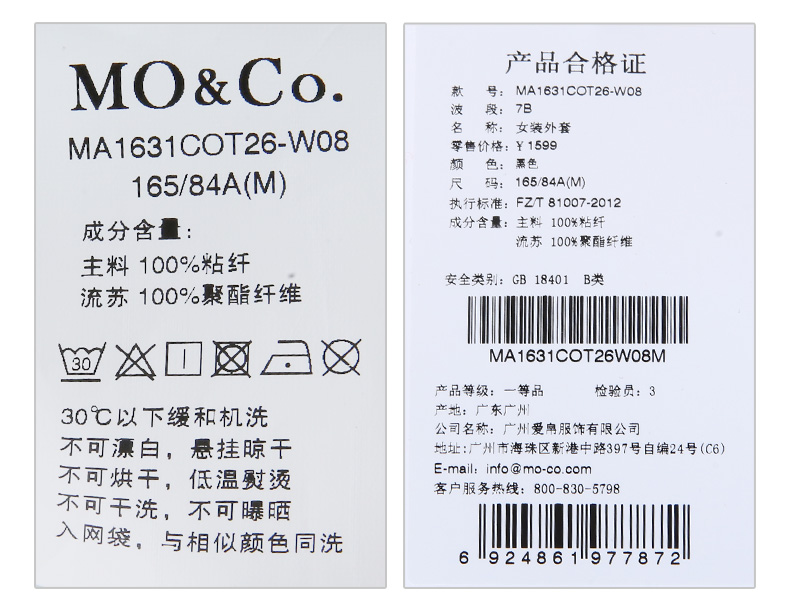 MO&Co.
MA1631COT26-W08
165/84A(M)
成分含量:
主料 100%粘纤
流苏 100%聚酯纤维
30
30℃以下缓和机洗
不可漂白，悬挂晾干
不可烘干，低温熨烫
不可干洗，不可曝晒
入网袋，与相似颜色同洗
产品合格证
款 号: MA1631COT26-W08
波 段: 7B
名 称: 女装外套
零售价格: ¥ 1599
颜 色: 黑色
尺 码: 165/84A(M)
执行标准: FZ/T 81007-2012
成分含量: 主料 100%粘纤
流苏 100%聚酯纤维
安全类别: GB 18401 B类
MA1631COT26W08M
产品等级: 一等品 检验员: 3
产地: 广东广州
公司名称: 广州爱帛服饰有限公司
地址:广州市海珠区新港中路397号自编24号(C6)
E-mail: info@mo-co.com
客户服务热线: 800-830-5798
6 924861 977872